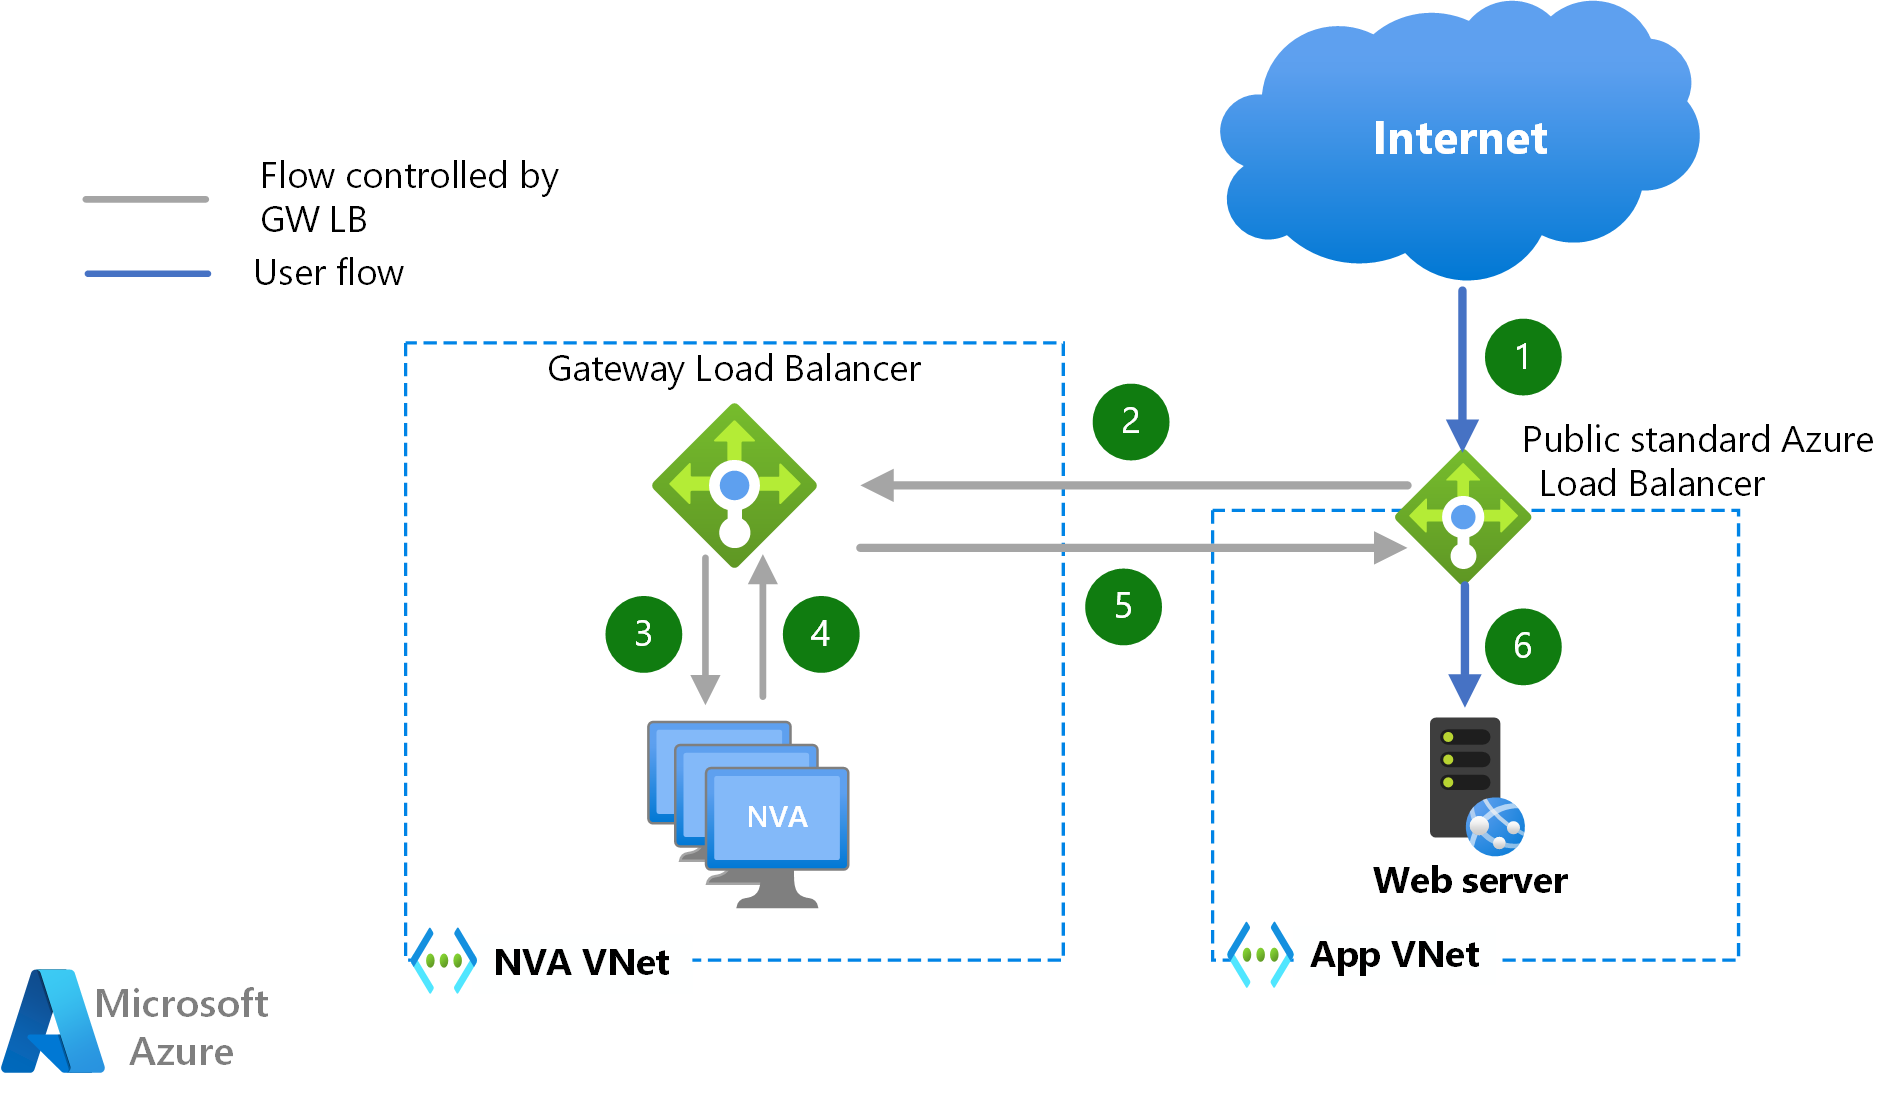 Internet
Flow controlled by
GW LB
User flow
1
Gateway Load Balancer
2
Public standard Azure
Load Balancer
3
4
5
6
NVA
Web server
NVA VNet
App VNet
Microsoft
Azure